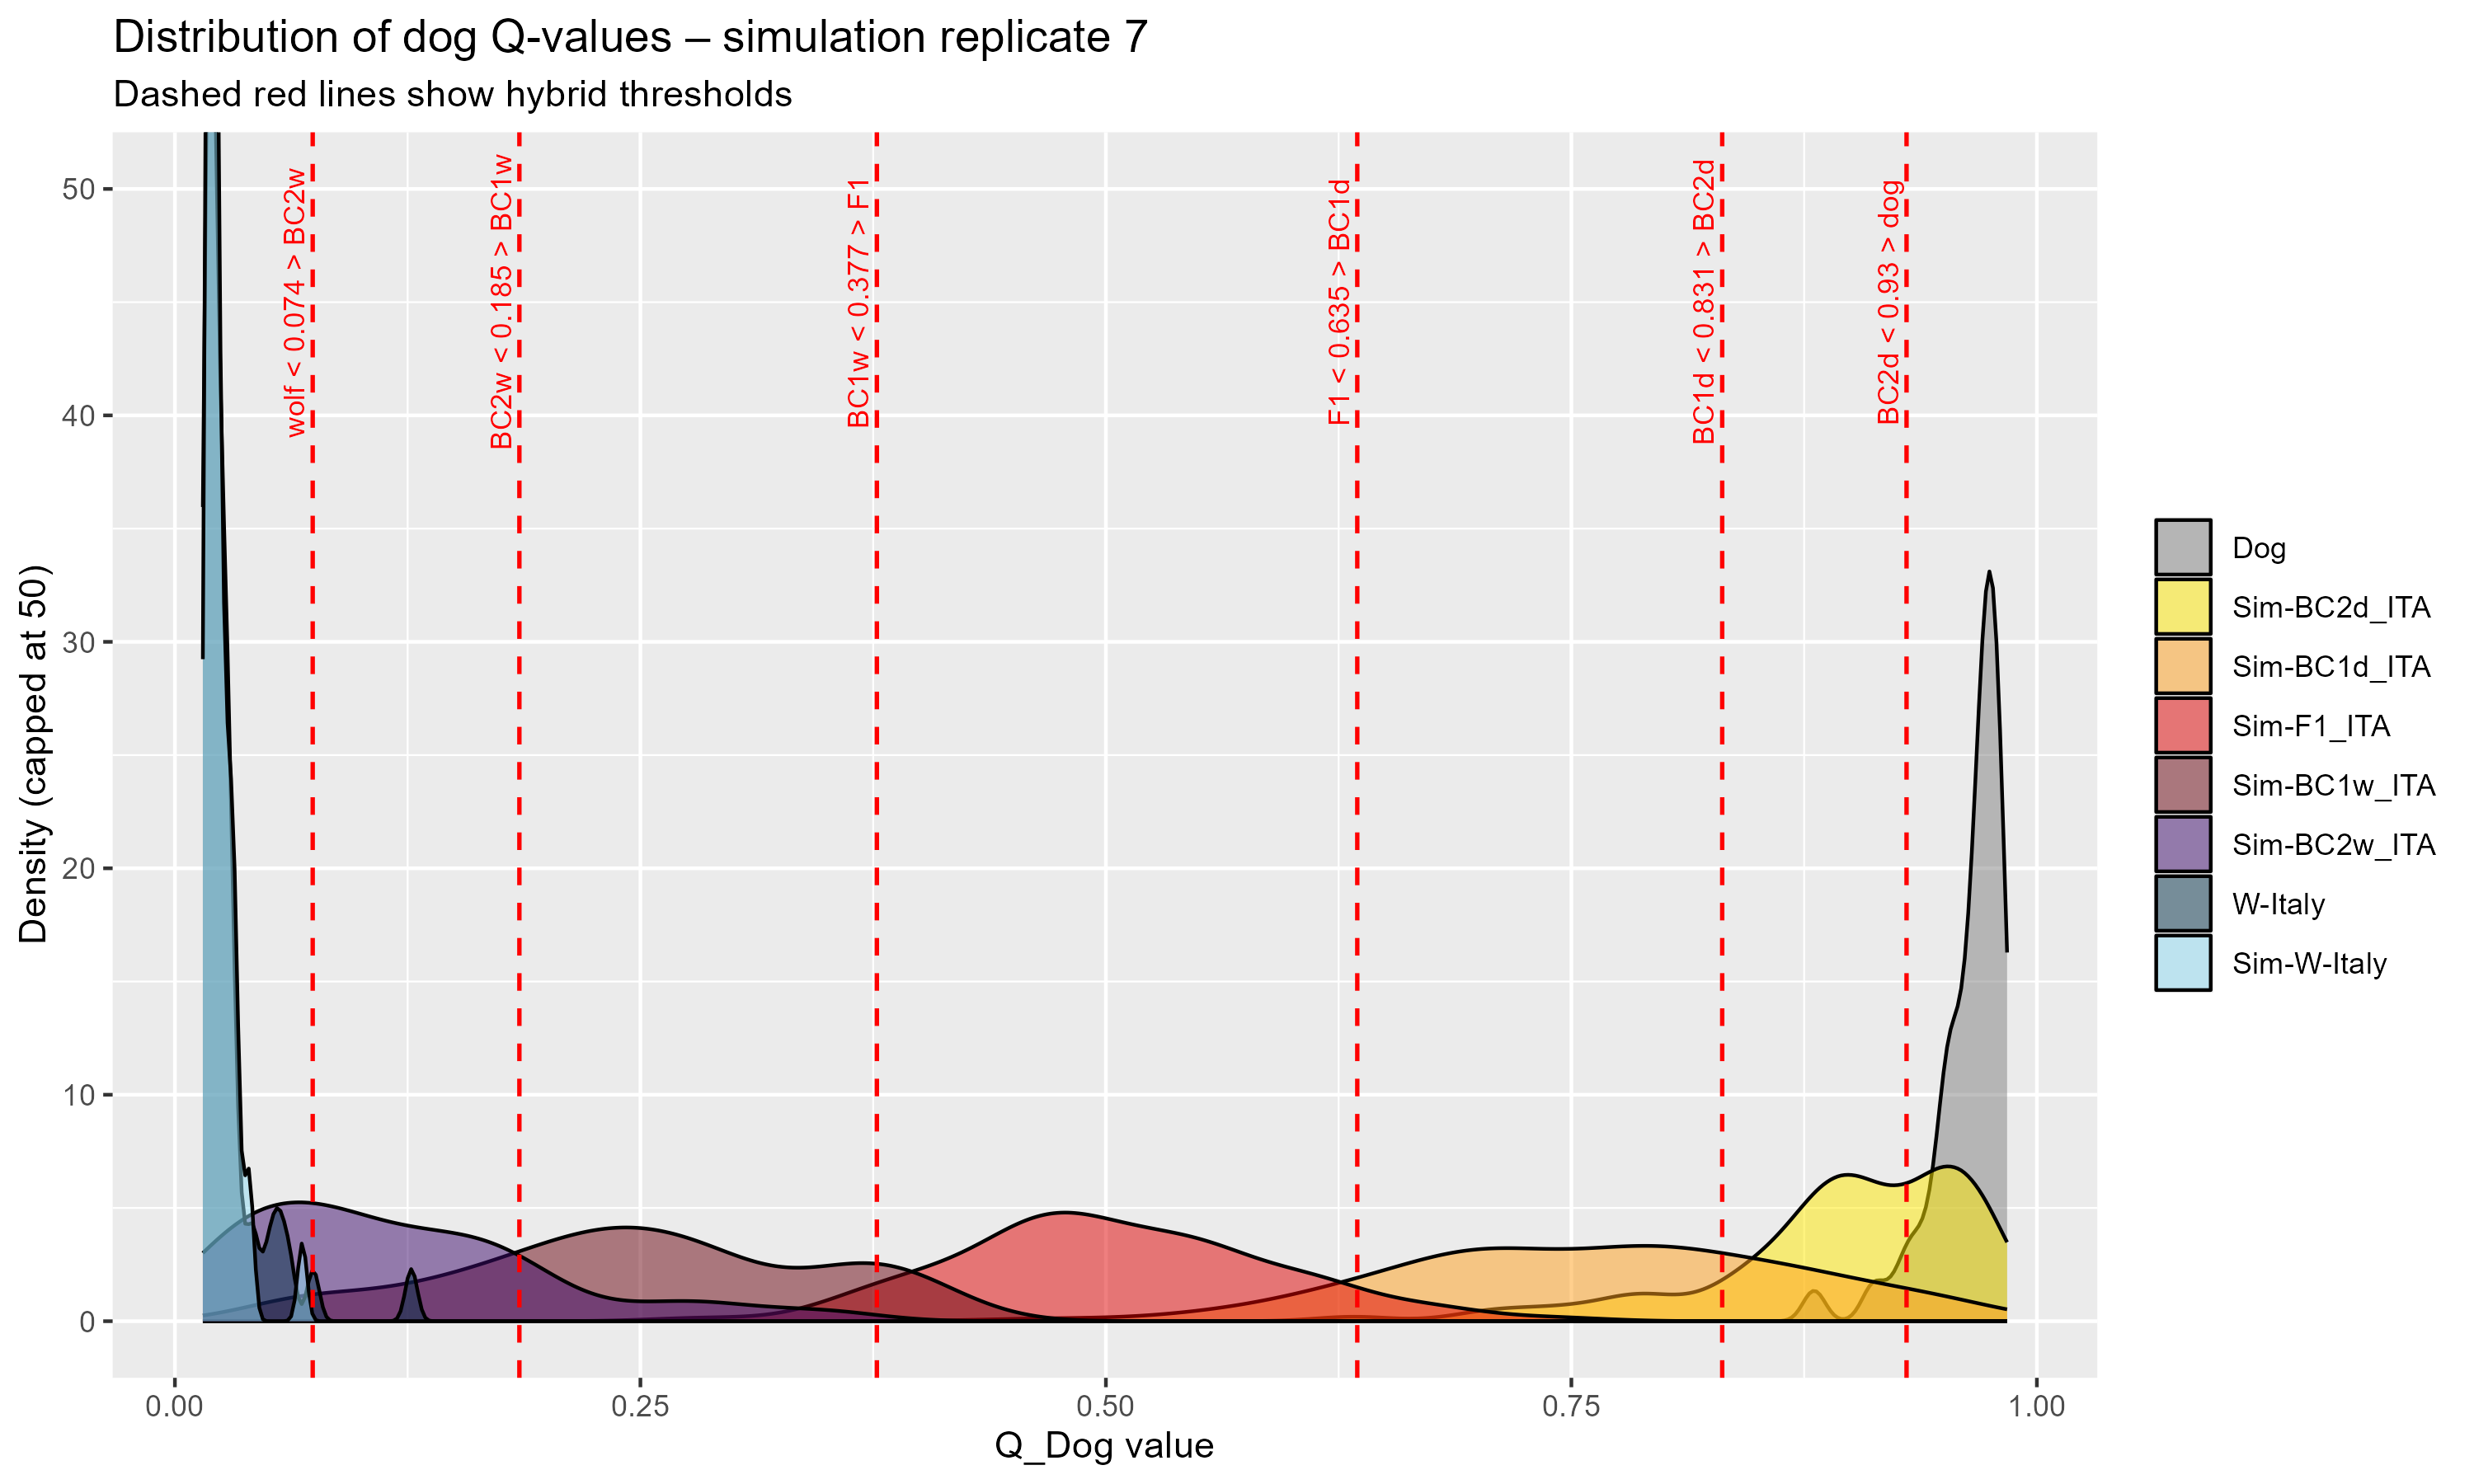 Distribution of dog Q-values – simulation replicate 7
Dashed red lines show hybrid thresholds
Density (capped at 50)
50
40
30
20
10
0
wolf < 0.074 > BC2w
BC2w < 0.185 > BC1w
BC1w < 0.377 > F1
F1 < 0.635 > BC1d
BC1d < 0.831 > BC2d
BC2d < 0.93 > dog
0.00
0.25
0.50
0.75
1.00
Q_Dog value
Dog
Sim-BC2d_ITA
Sim-BC1d_ITA
Sim-F1_ITA
Sim-BC1w_ITA
Sim-BC2w_ITA
W-Italy
Sim-W-Italy